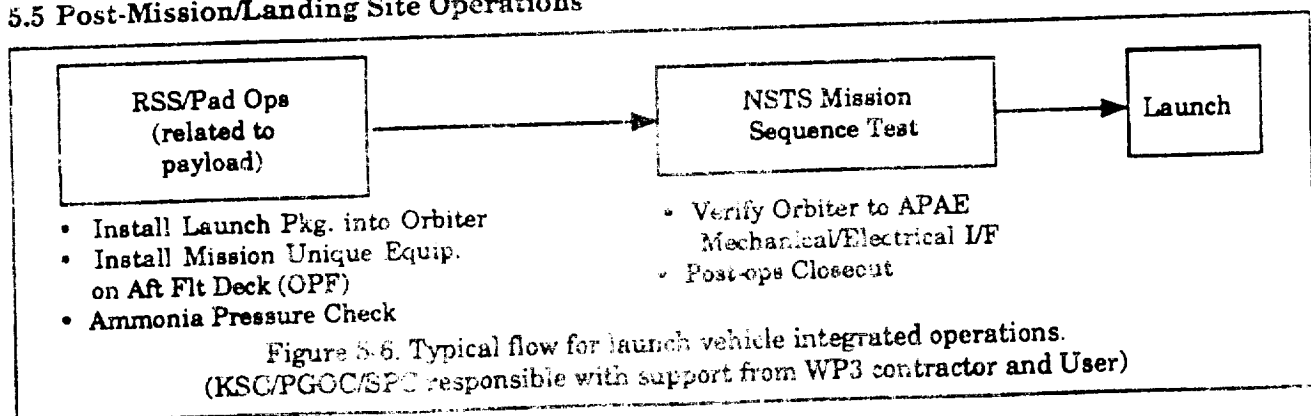 5.5 Post-Mission/Landing Site Operations
RSS/Pad Ops
(related to
payload)
NSTS Mission
Sequence Test
Launch
• Install Launch Pkg. into Orbiter
• Install Mission Unique Equip.
on Aft Flt Deck (OPF)
• Ammonia Pressure Check
• Verify Orbiter to APAE
Mechanical/Electrical I/F
• Post-ops Closeout
Figure 5-6. Typical flow for launch vehicle integrated operations.
(KSC/PGOC/SPC responsible with support from WP3 contractor and User)